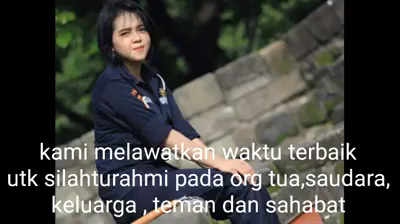 kami melawatkan waktu terbaik
utk silahturahmi pada org tua,saudara,
keluarga , teman dan sahabat